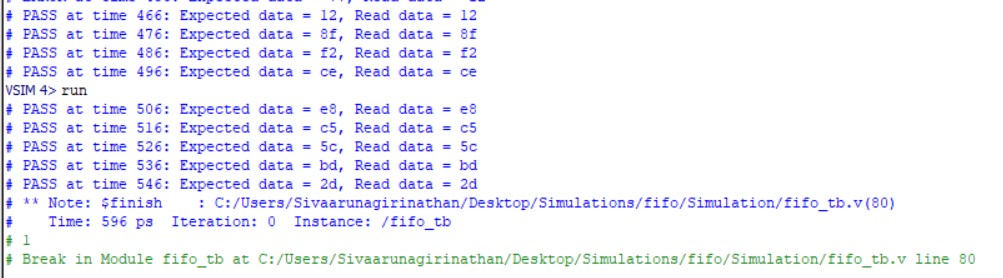 # PASS at time 466: Expected data = 12, Read data = 12
# PASS at time 476: Expected data = 8f, Read data = 8f
# PASS at time 486: Expected data = f2, Read data = f2
# PASS at time 496: Expected data = ce, Read data = ce
VSIM 4> run
# PASS at time 506: Expected data = e8, Read data = e8
# PASS at time 516: Expected data = c5, Read data = c5
# PASS at time 526: Expected data = 5c, Read data = 5c
# PASS at time 536: Expected data = bd, Read data = bd
# PASS at time 546: Expected data = 2d, Read data = 2d
# ** Note: $finish    : C:/Users/Sivaarunagirinathan/Desktop/Simulations/fifo/Simulation/fifo_tb.v(80)
#    Time: 596 ps  Iteration: 0  Instance: /fifo_tb
# 1
# Break in Module fifo_tb at C:/Users/Sivaarunagirinathan/Desktop/Simulations/fifo/Simulation/fifo_tb.v line 80